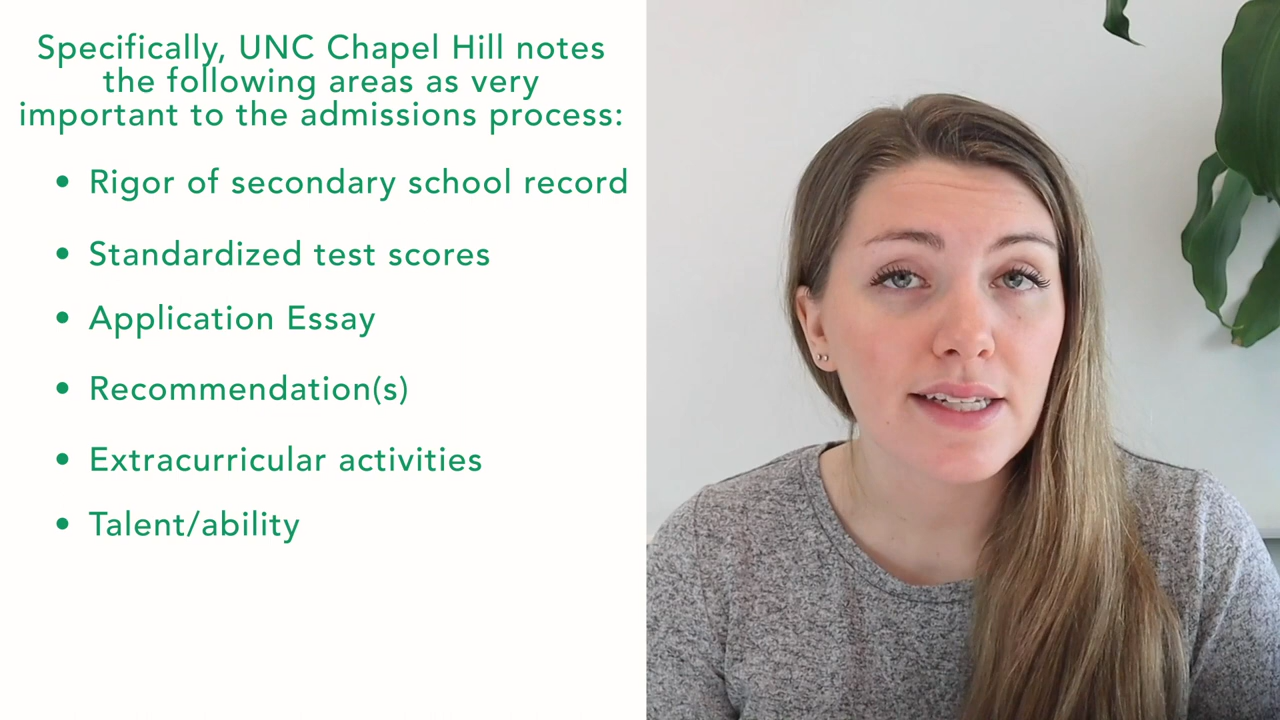 Specifically, UNC Chapel Hill notes
the following areas as very
important to the admissions process:
• Rigor of secondary school record
• Standardized test scores
• Application Essay
• Recommendation(s)
• Extracurricular activities
• Talent/ability